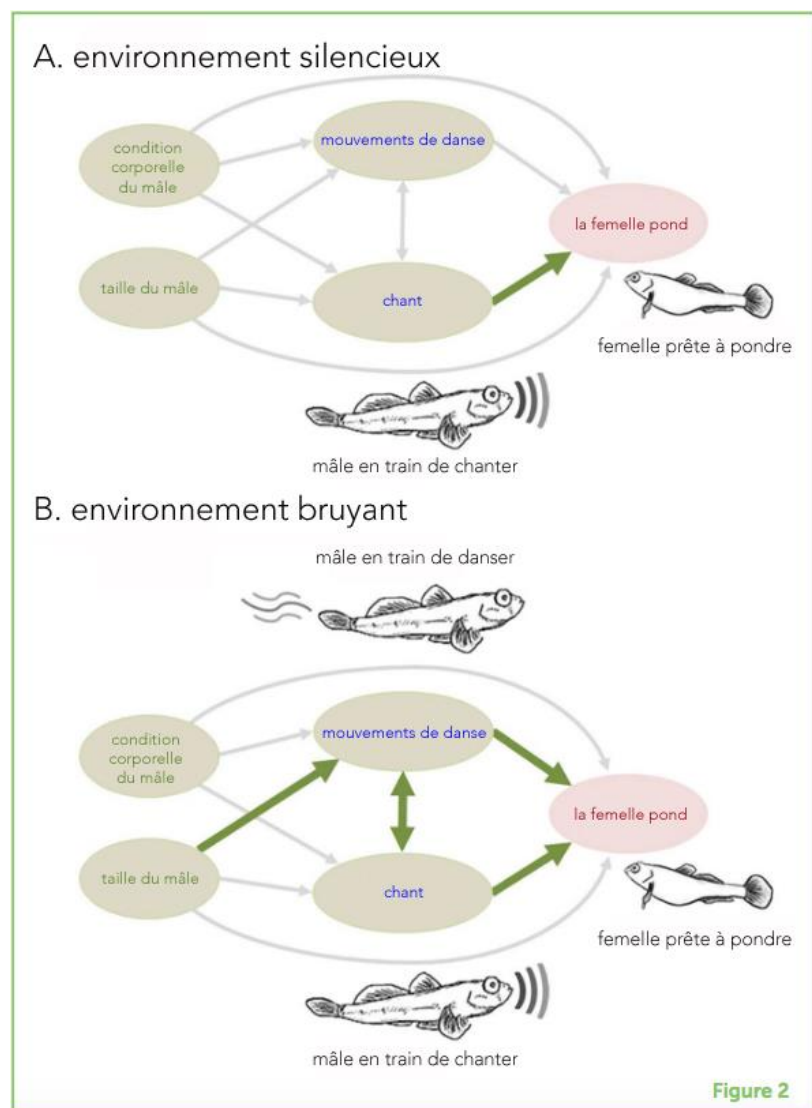 A. environnement silencieux
condition
corporelle
du mâle
mouvements de danse
la femelle pond
taille du mâle
chant
femelle prête à pondre
mâle en train de chanter
B. environnement bruyant
mâle en train de danser
condition
corporelle
du mâle
mouvements de danse
la femelle pond
taille du mâle
chant
femelle prête à pondre
mâle en train de chanter
Figure 2